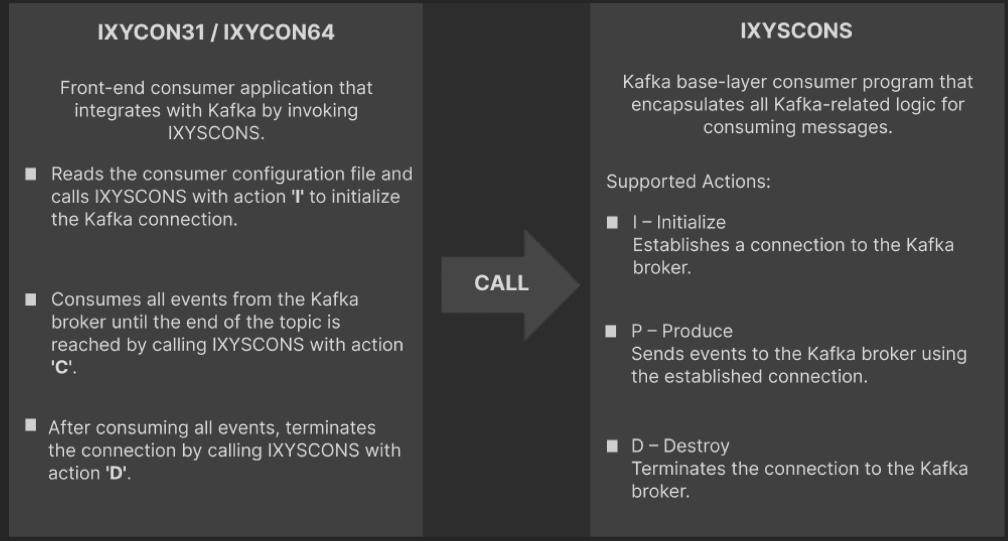 IXYCON31 / IXYCON64
Front-end consumer application that
integrates with Kafka by invoking
IXYSCONS.
Reads the consumer configuration file and
calls IXYSCONS with action 'I' to initialize
the Kafka connection.
Consumes all events from the Kafka
broker until the end of the topic is
reached by calling IXYSCONS with action
'C'.
After consuming all events, terminates
the connection by calling IXYSCONS with
action 'D'.
CALL
IXYSCONS
Kafka base-layer consumer program that
encapsulates all Kafka-related logic for
consuming messages.
Supported Actions:
I – Initialize
Establishes a connection to the Kafka
broker.
P – Produce
Sends events to the Kafka broker using
the established connection.
D – Destroy
Terminates the connection to the Kafka
broker.